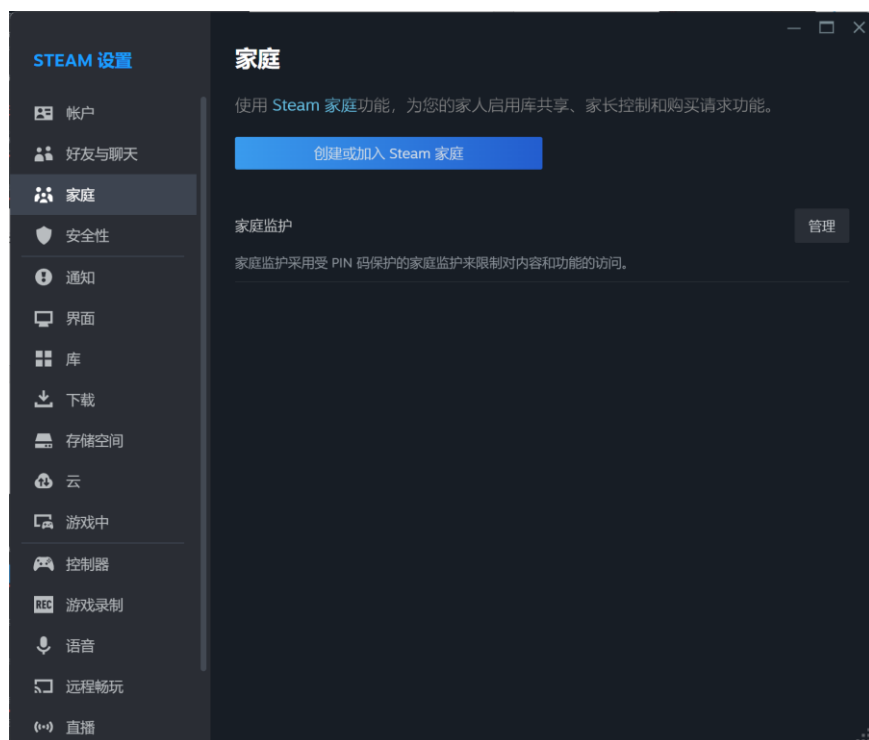 STEAM 设置
帐户
好友与聊天
家庭
安全性
通知
界面
库
下载
存储空间
云
游戏中
控制器
REC 游戏录制
语音
远程畅玩
直播
家庭
使用 Steam 家庭功能，为您的家人启用库共享、家长控制和购买请求功能。
创建或加入 Steam 家庭
家庭监护
管理
家庭监护采用受 PIN 码保护的家庭监护来限制对内容和功能的访问。